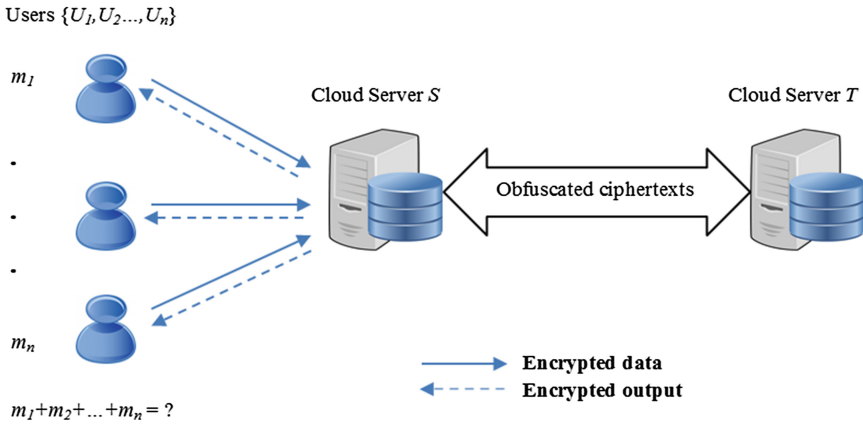 Users {U1,U2...,Un}
m1
Cloud Server S
Cloud Server T
Obfuscated ciphertexts
.
.
.
mn
Encrypted data
Encrypted output
m1+m2+...+mn = ?